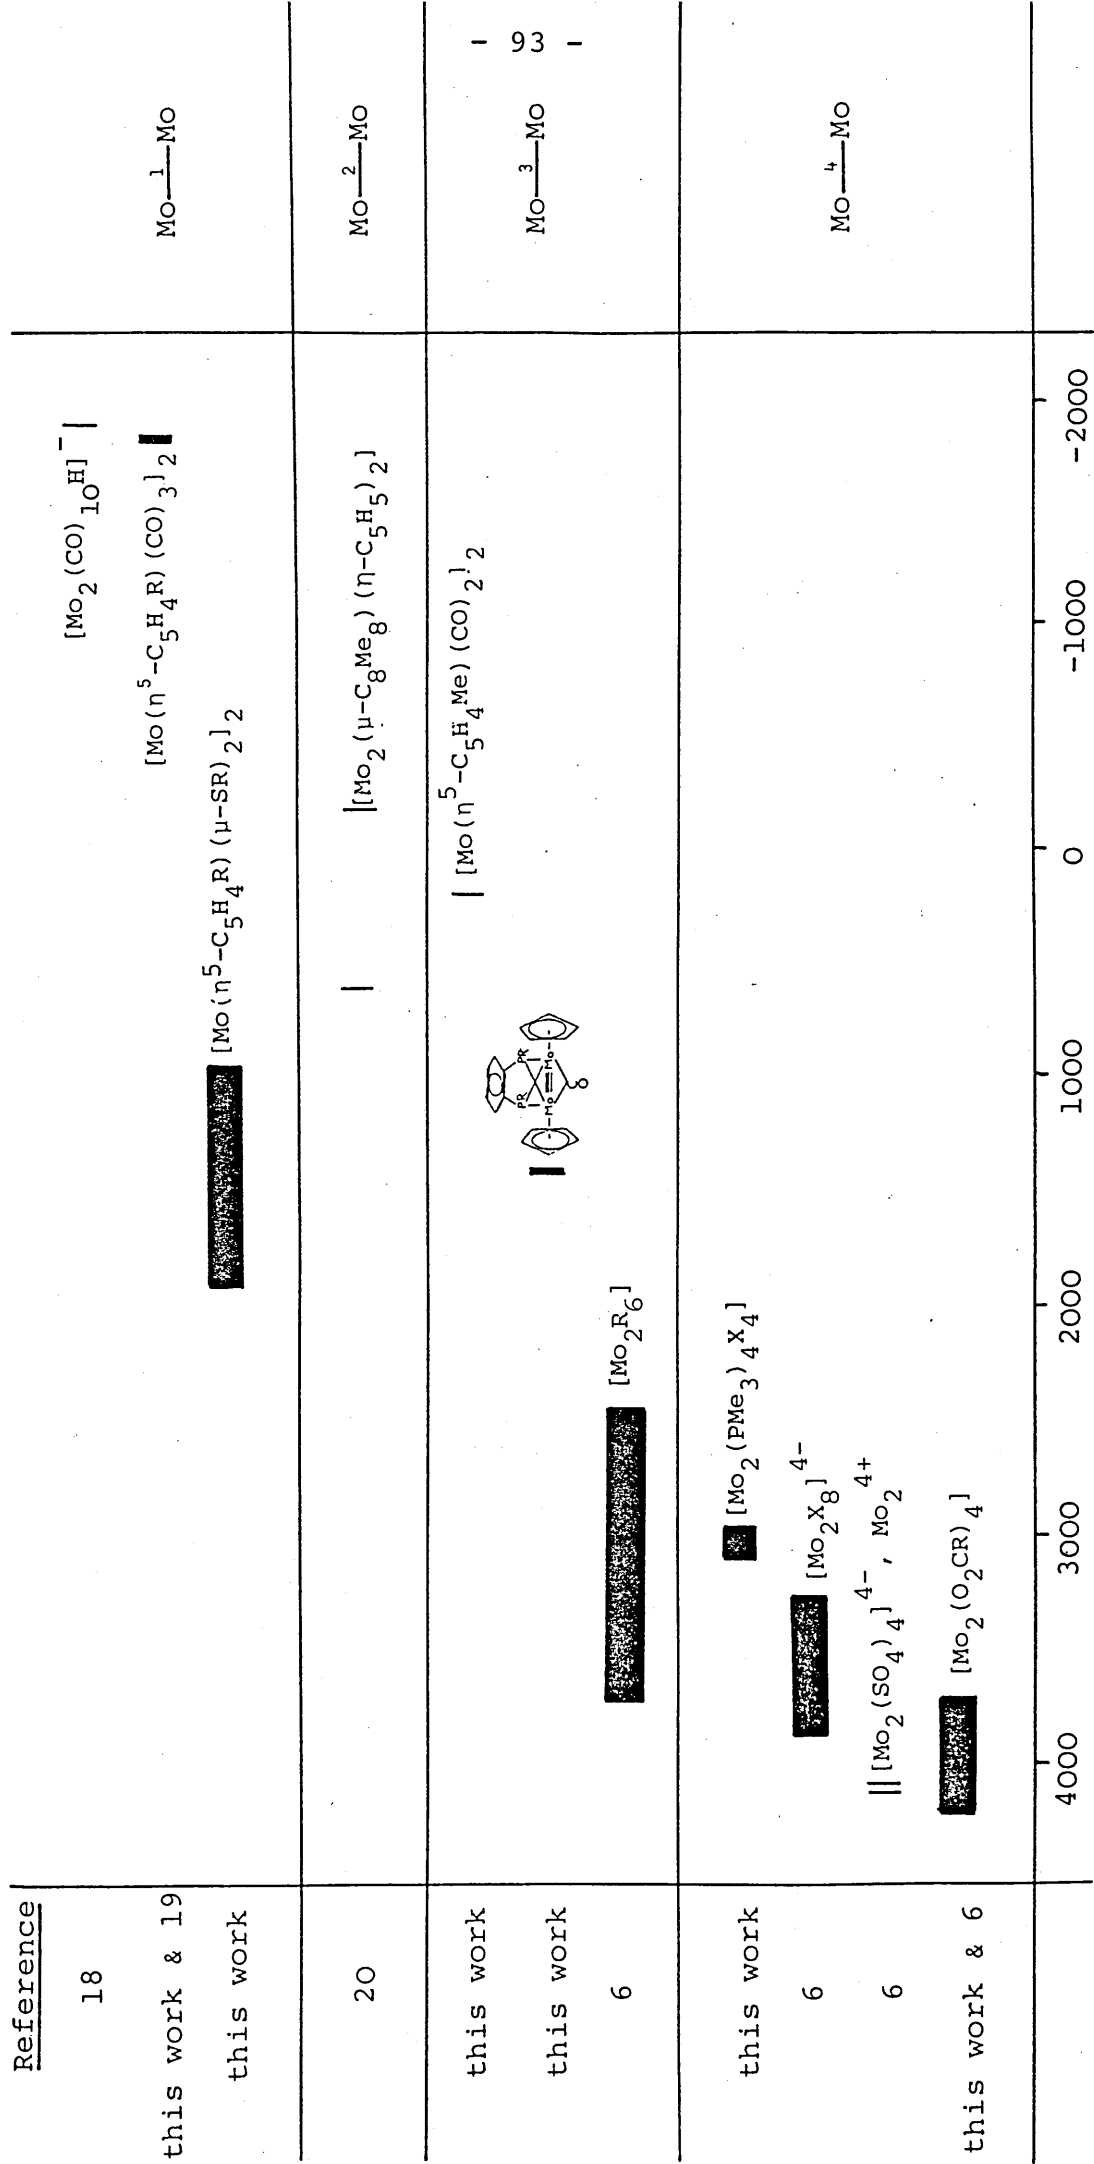 - 93 -
Reference
18 [Mo2(CO)10H]⁻
this work & 19 [Mo(η⁵-C5H4R)(CO)3]2 Mo—1—Mo
this work [Mo(η⁵-C5H4R)(μ-SR)2]2
20 [Mo2(μ-C8Me8)(η-C5H5)2] Mo—2—Mo
this work [Mo(η⁵-C5H4Me)(CO)2]2
this work PR PR Mo Mo Mo—3—Mo
6 [Mo2R6]
this work [Mo2(PMe3)4X4]
6 [Mo2X8]⁴⁻ Mo—4—Mo
6 [Mo2(SO4)4]⁴⁻, Mo2⁴⁺
this work & 6 [Mo2(O2CR)4]
4000 3000 2000 1000 0 -1000 -2000